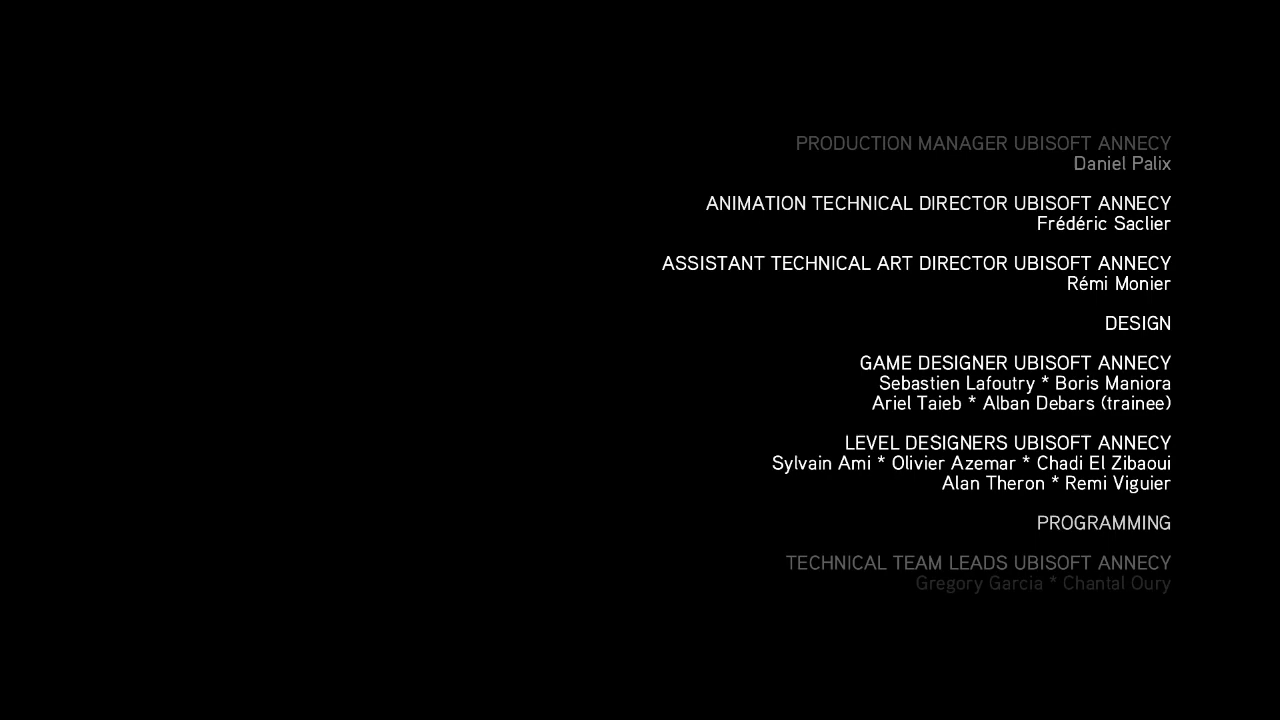 PRODUCTION MANAGER UBISOFT ANNECY
Daniel Palix
ANIMATION TECHNICAL DIRECTOR UBISOFT ANNECY
Frédéric Saclier
ASSISTANT TECHNICAL ART DIRECTOR UBISOFT ANNECY
Rémi Monier
DESIGN
GAME DESIGNER UBISOFT ANNECY
Sebastien Lafoutry * Boris Maniora
Ariel Taieb * Alban Debars (trainee)
LEVEL DESIGNERS UBISOFT ANNECY
Sylvain Ami * Olivier Azemar * Chadi El Zibaoui
Alan Theron * Remi Viguier
PROGRAMMING
TECHNICAL TEAM LEADS UBISOFT ANNECY
Gregory Garcia * Chantal Oury